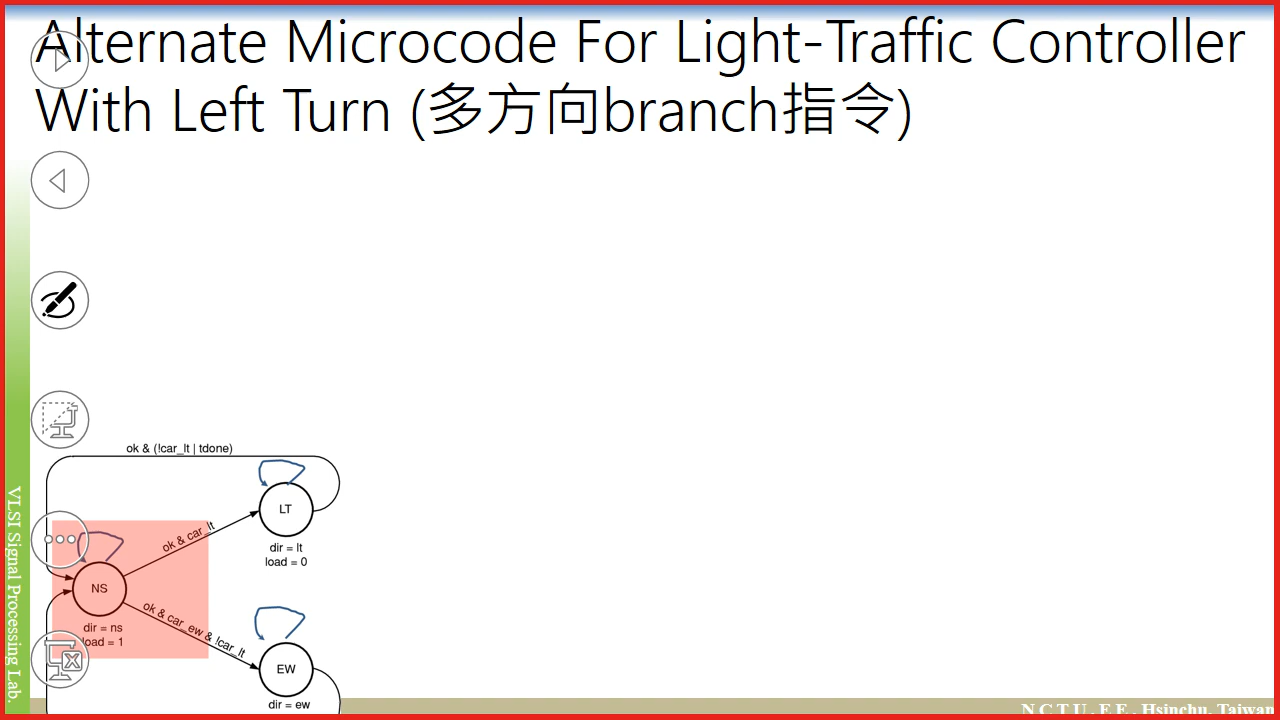 Alternate Microcode For Light-Traffic Controller
With Left Turn (多方向branch指令)
ok & (!car_lt | tdone)
LT
dir = lt
load = 0
ok & car_lt
NS
dir = ns
load = 1
ok & car_ew & !car_lt
EW
dir = ew
VLSI Signal Processing Lab.
N C T U . E E . Hsinchu, Taiwan